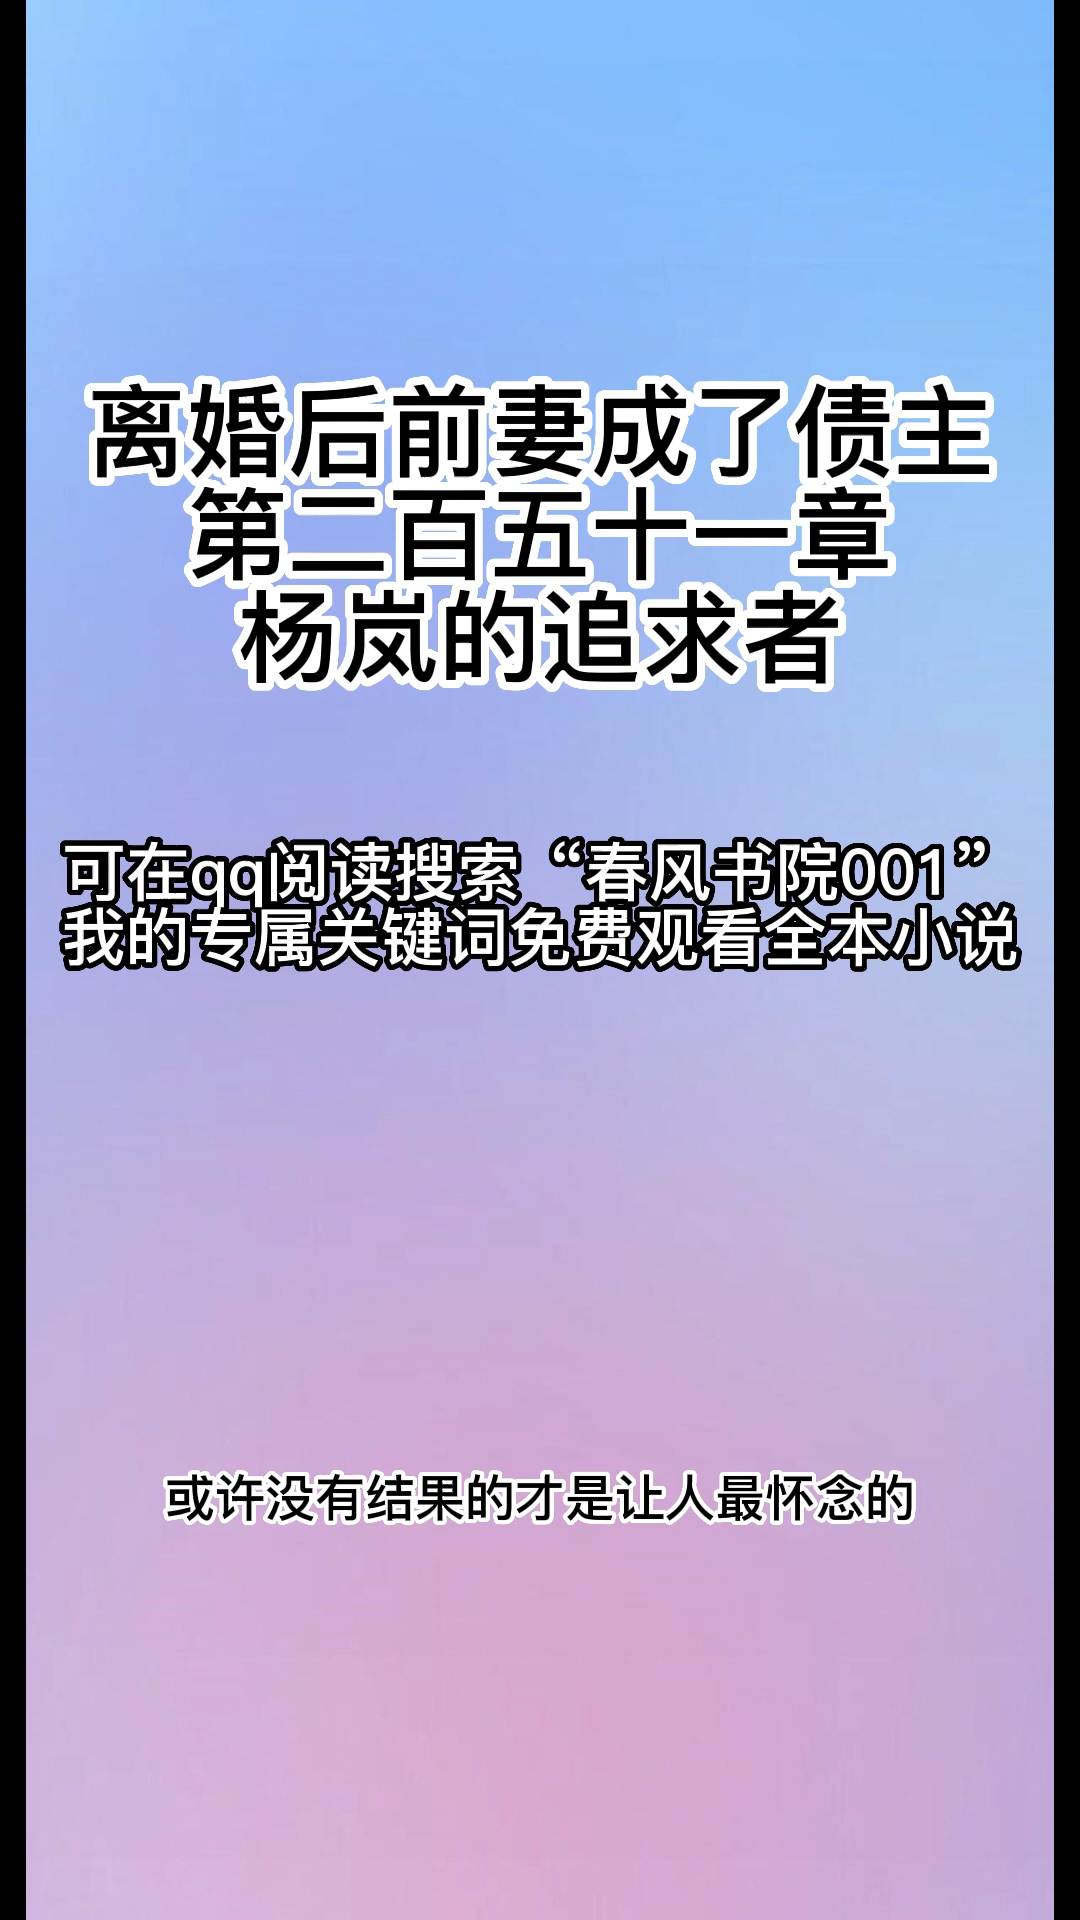 离婚后前妻成了债主
第二百五十一章
杨岚的追求者
可在qq阅读搜索“春风书院001”
我的专属关键词免费观看全本小说
或许没有结果的才是让人最怀念的